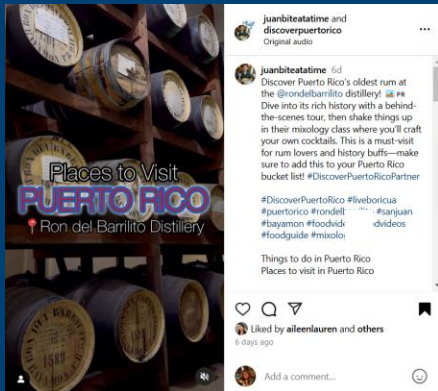 juanbiteatatime and
discoverpuertorico
Original audio
Places to Visit
PUERTO RICO
Ron del Barrilito Distillery
juanbiteatatime 6d
Discover Puerto Rico's oldest rum at
the @rondelbarrilito distillery! PR
Dive into its rich history with a behind-
the-scenes tour, then shake things up
in their mixology class where you'll craft
your own cocktails. This is a must-visit
for rum lovers and history buffs—make
sure to add this to your Puerto Rico
bucket list! #DiscoverPuertoRicoPartner
#DiscoverPuertoRico #liveboricua
#puertorico #sanjuan
#bayamon #foodvide
#foodguide
Things to do in Puerto Rico
Places to visit in Puerto Rico
Liked by aileenlauren and others
6 days ago
Add a comment...